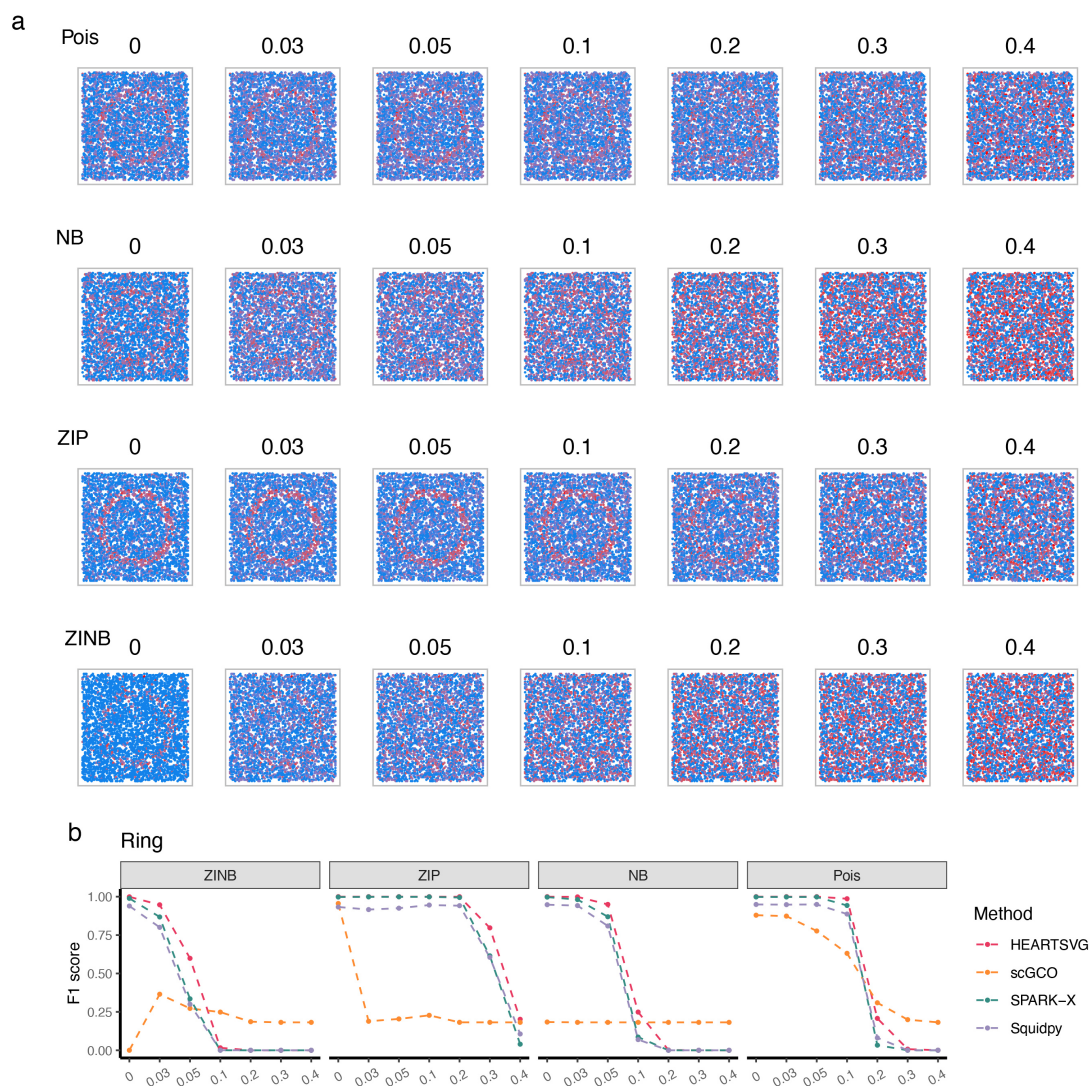 a
Pois
0 0.03 0.05 0.1 0.2 0.3 0.4
NB
0 0.03 0.05 0.1 0.2 0.3 0.4
ZIP
0 0.03 0.05 0.1 0.2 0.3 0.4
ZINB
0 0.03 0.05 0.1 0.2 0.3 0.4
b
Ring
ZINB ZIP NB Pois
F1 score
1.00
0.75
0.50
0.25
0.00
0 0.03 0.05 0.1 0.2 0.3 0.4 0 0.03 0.05 0.1 0.2 0.3 0.4 0 0.03 0.05 0.1 0.2 0.3 0.4 0 0.03 0.05 0.1 0.2 0.3 0.4
Method
HEARTSVG
scGCO
SPARK−X
Squidpy